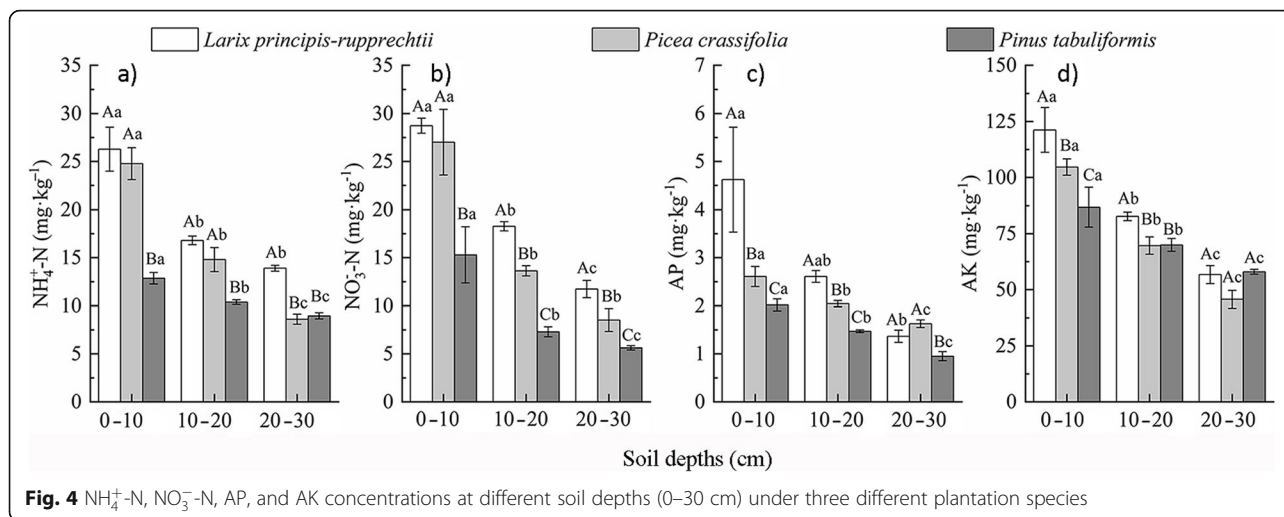 Larix principis-rupprechtii Picea crassifolia Pinus tabuliformis
a)
NH₄⁺-N (mg·kg⁻¹)
35
30
25
20
15
10
5
0
Aa Aa Ba
Ab Ab Bb
Ab Bc Bc
0–10 10–20 20–30
b)
NO₃⁻-N (mg·kg⁻¹)
35
30
25
20
15
10
5
0
Aa Aa Ba
Ab Bb Cb
Ac Bb Cc
0–10 10–20 20–30
c)
AP (mg·kg⁻¹)
7
6
5
4
3
2
1
0
Aa Ba Ca
Aab Bb Cb
Ab Ac Bc
0–10 10–20 20–30
d)
AK (mg·kg⁻¹)
150
125
100
75
50
25
0
Aa Ba Ca
Ab Bb Bb
Ac Ac Ac
0–10 10–20 20–30
Soil depths (cm)
Fig. 4 NH₄⁺-N, NO₃⁻-N, AP, and AK concentrations at different soil depths (0–30 cm) under three different plantation species